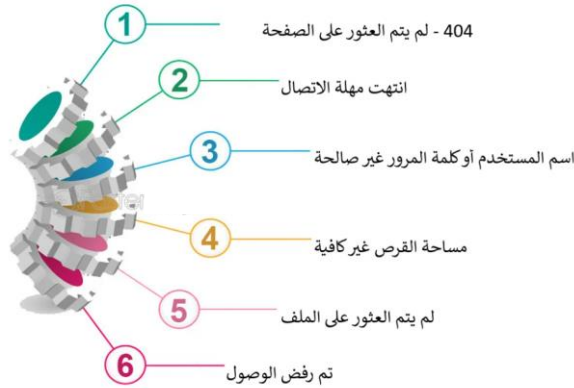 1
404 - لم يتم العثور على الصفحة
2
انتهت مهلة الاتصال
3
اسم المستخدم أو كلمة المرور غير صالحة
4
مساحة القرص غير كافية
5
لم يتم العثور على الملف
6
تم رفض الوصول